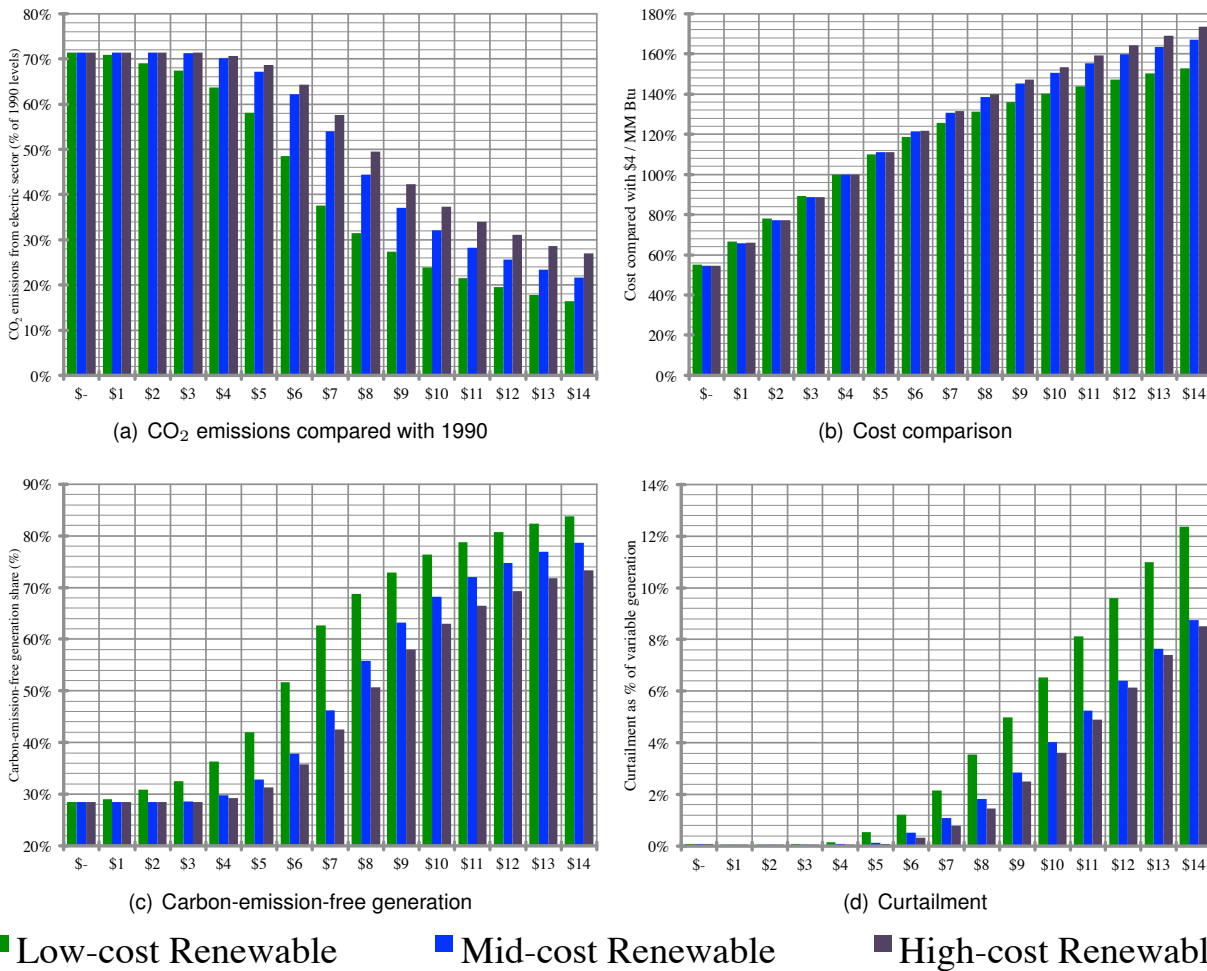 80%
70%
60%
50%
40%
30%
20%
10%
0%
CO2 emissions from electric sector (% of 1990 levels)
$- $1 $2 $3 $4 $5 $6 $7 $8 $9 $10 $11 $12 $13 $14
(a) CO2 emissions compared with 1990
180%
160%
140%
120%
100%
80%
60%
40%
20%
0%
Cost compared with $4 / MM Btu
$- $1 $2 $3 $4 $5 $6 $7 $8 $9 $10 $11 $12 $13 $14
(b) Cost comparison
90%
80%
70%
60%
50%
40%
30%
20%
Carbon-emission-free generation share (%)
$- $1 $2 $3 $4 $5 $6 $7 $8 $9 $10 $11 $12 $13 $14
(c) Carbon-emission-free generation
14%
12%
10%
8%
6%
4%
2%
0%
Curtailment as % of variable generation
$- $1 $2 $3 $4 $5 $6 $7 $8 $9 $10 $11 $12 $13 $14
(d) Curtailment
Low-cost Renewable Mid-cost Renewable High-cost Renewabl